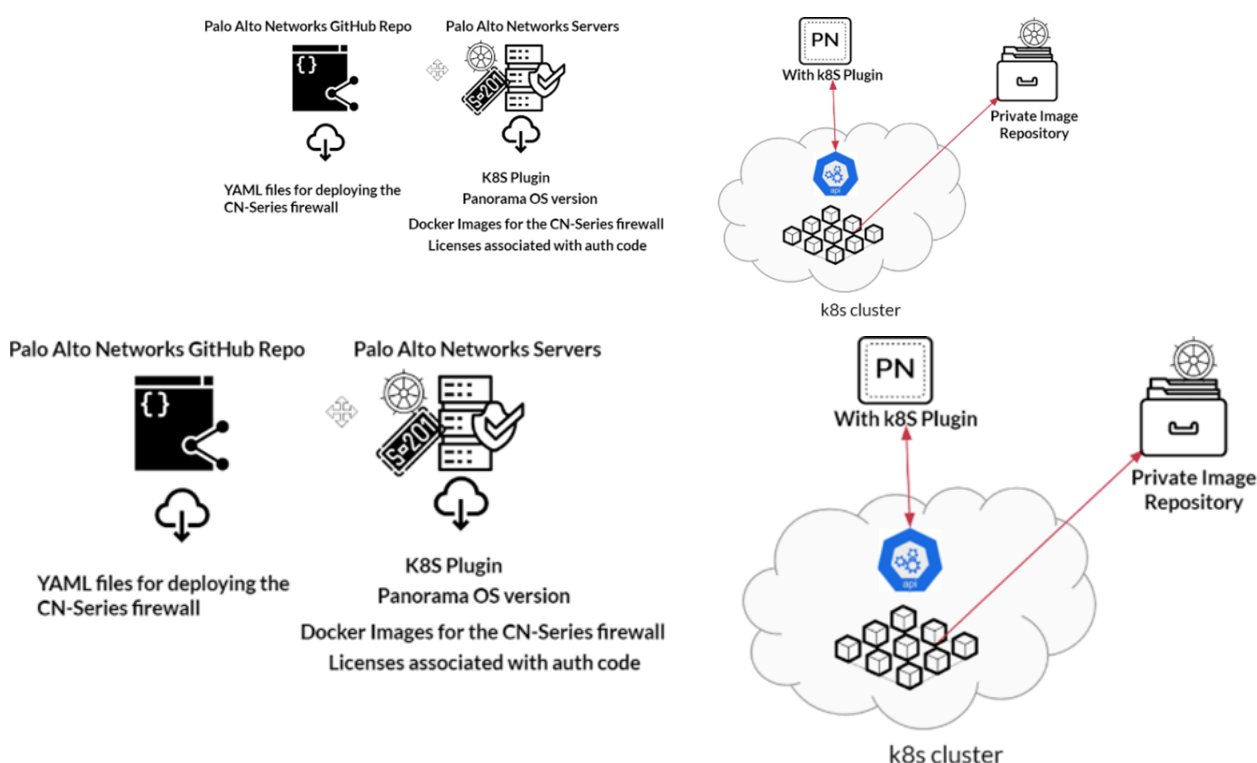 Palo Alto Networks GitHub Repo
Palo Alto Networks Servers
{}
S-201
YAML files for deploying the
CN-Series firewall
K8S Plugin
Panorama OS version
Docker Images for the CN-Series firewall
Licenses associated with auth code
PN
With k8S Plugin
Private Image
Repository
api
k8s cluster
Palo Alto Networks GitHub Repo
Palo Alto Networks Servers
{}
S-201
YAML files for deploying the
CN-Series firewall
K8S Plugin
Panorama OS version
Docker Images for the CN-Series firewall
Licenses associated with auth code
PN
With k8S Plugin
Private Image
Repository
api
k8s cluster